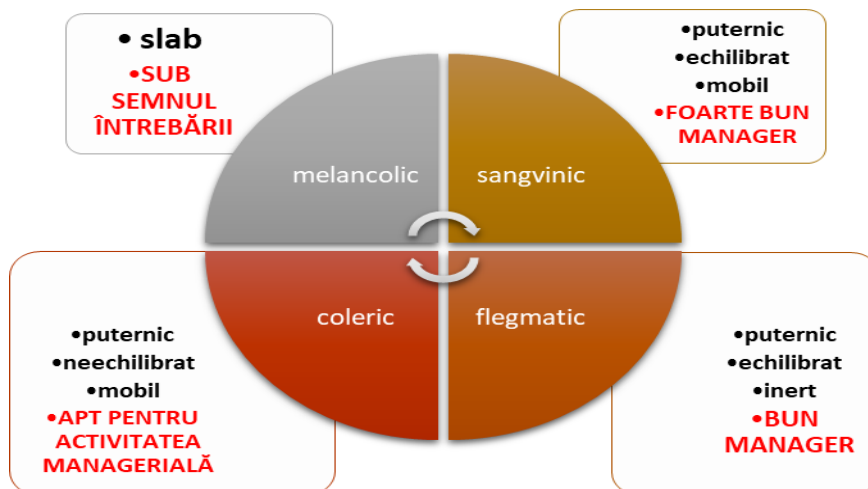 • slab
•SUB
SEMNUL
ÎNTREBĂRII
•puternic
•echilibrat
•mobil
•FOARTE BUN
MANAGER
melancolic
sangvinic
coleric
flegmatic
•puternic
•neechilibrat
•mobil
•APT PENTRU
ACTIVITATEA
MANAGERIALĂ
•puternic
•echilibrat
•inert
•BUN
MANAGER